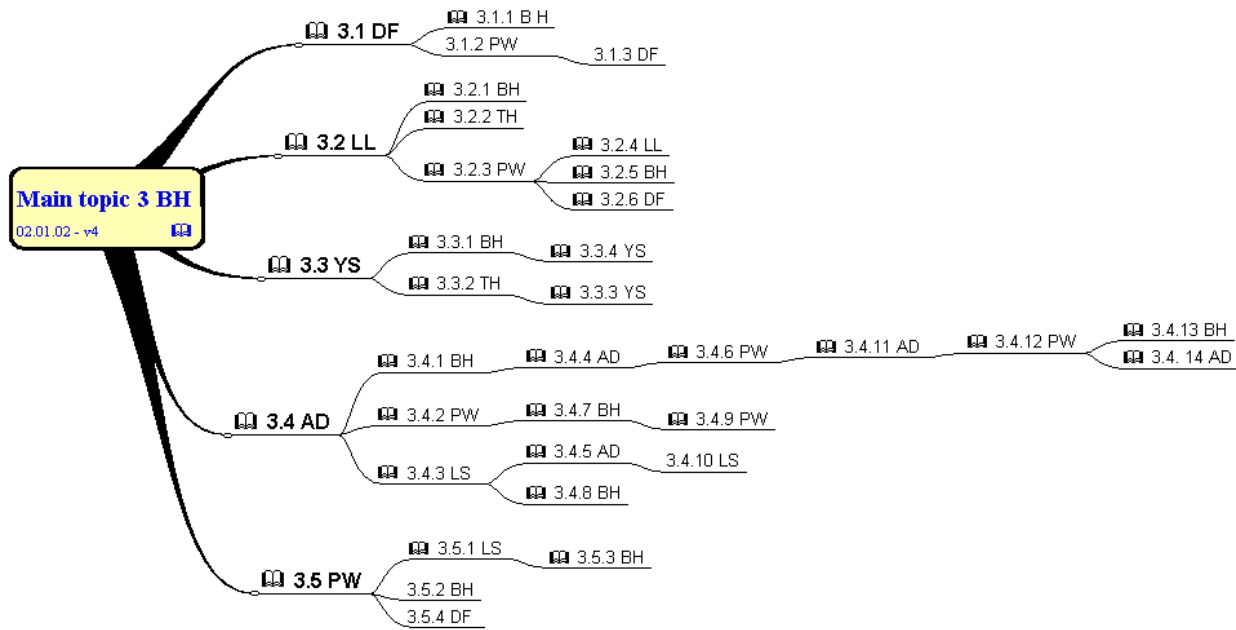 Main topic 3 BH
02.01.02 - v4
3.1 DF
3.1.1 B H
3.1.2 PW
3.1.3 DF
3.2 LL
3.2.1 BH
3.2.2 TH
3.2.3 PW
3.2.4 LL
3.2.5 BH
3.2.6 DF
3.3 YS
3.3.1 BH
3.3.4 YS
3.3.2 TH
3.3.3 YS
3.4 AD
3.4.1 BH
3.4.4 AD
3.4.6 PW
3.4.11 AD
3.4.12 PW
3.4.13 BH
3.4. 14 AD
3.4.2 PW
3.4.7 BH
3.4.9 PW
3.4.3 LS
3.4.5 AD
3.4.10 LS
3.4.8 BH
3.5 PW
3.5.1 LS
3.5.3 BH
3.5.2 BH
3.5.4 DF